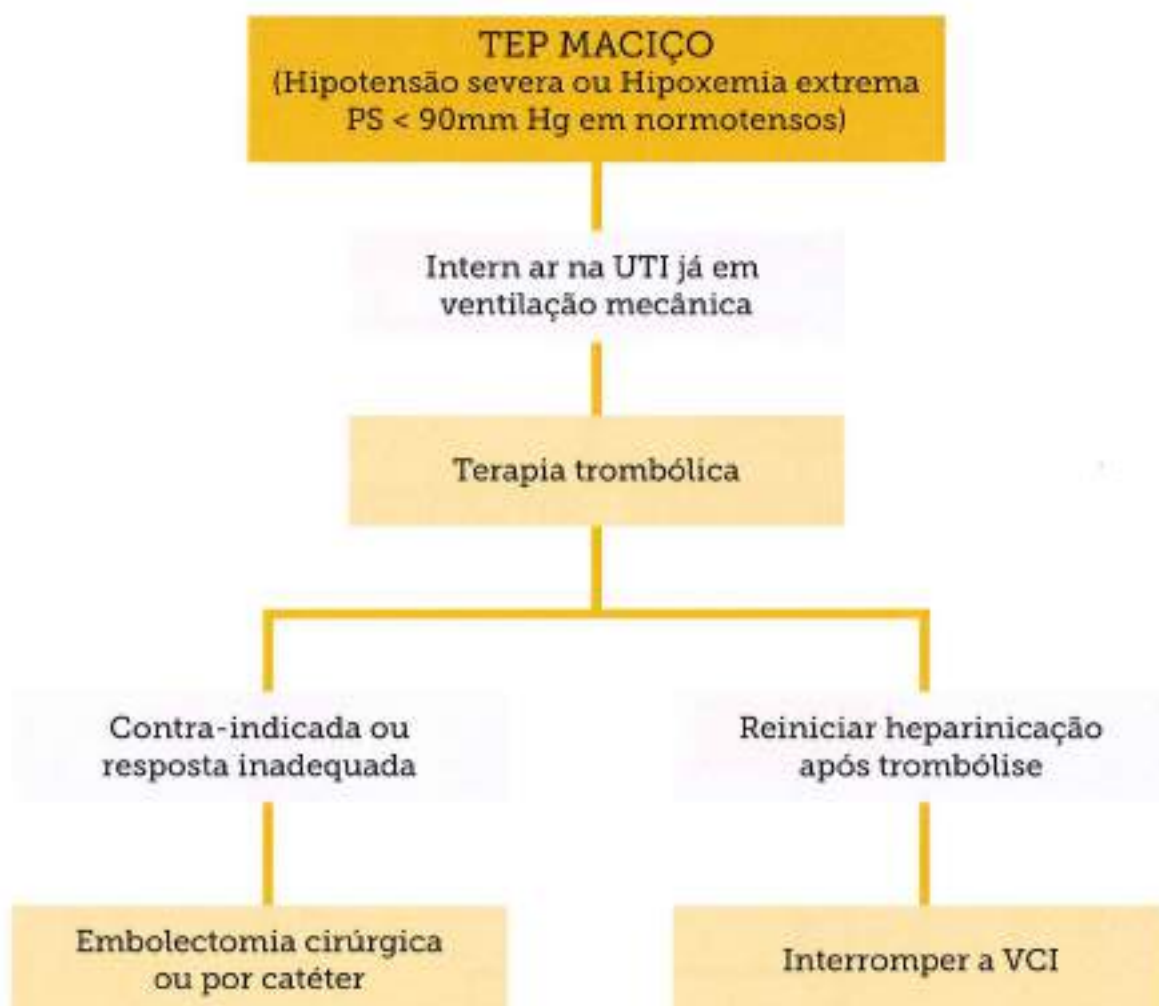 TEP MACIÇO
(Hipotensão severa ou Hipoxemia extrema
PS < 90mm Hg em normotensos)
Intern ar na UTI já em
ventilação mecânica
Terapia trombólica
Contra-indicada ou
resposta inadequada
Reiniciar heparinicação
após trombólise
Embolectomia cirúrgica
ou por catéter
Interromper a VCI